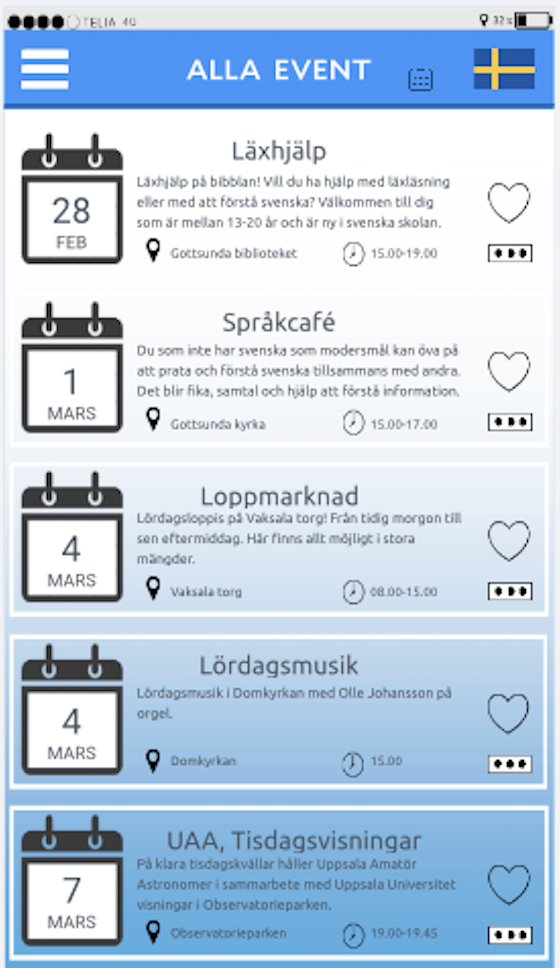 TELIA 4G 32%
ALLA EVENT
Läxhjälp
28
FEB
Läxhjälp på bibblan! Vill du ha hjälp med läxläsning
eller med att förstå svenska? Välkommen till dig
som är mellan 13-20 år och är ny i svenska skolan.
Gottsunda biblioteket 15.00-19.00
Språkcafé
1
MARS
Du som inte har svenska som modersmål kan öva på
att prata och förstå svenska tillsammans med andra.
Det blir fika, samtal och hjälp att förstå information.
Gottsunda kyrka 15.00-17.00
Loppmarknad
4
MARS
Lördagsloppis på Vaksala torg! Från tidig morgon till
sen eftermiddag. Här finns allt möjligt i stora
mängder.
Vaksala torg 08.00-15.00
Lördagsmusik
4
MARS
Lördagsmusik i Domkyrkan med Olle Johansson på
orgel.
Domkyrkan 15.00
UAA, Tisdagsvisningar
7
MARS
På klara tisdagskvällar håller Uppsala Amatör
Astronomer i sammarbete med Uppsala Universitet
visningar i Observatorieparken.
Observatorieparken 19.00-19.45